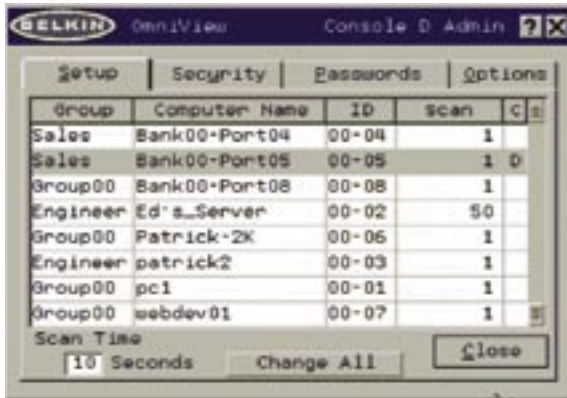 BELKIN OmniView Console D Admin ? X
Setup Security Passwords Options
Group Computer Name ID Scan C
Sales Bank00-Port04 00-04 1
Sales Bank00-Port05 00-05 1 D
Group00 Bank00-Port08 00-08 1
Engineer Ed's_Server 00-02 50
Group00 Patrick-2K 00-06 1
Engineer patrick2 00-03 1
Group00 pc1 00-01 1
Group00 webdev01 00-07 1
Scan Time
10 Seconds Change All Close